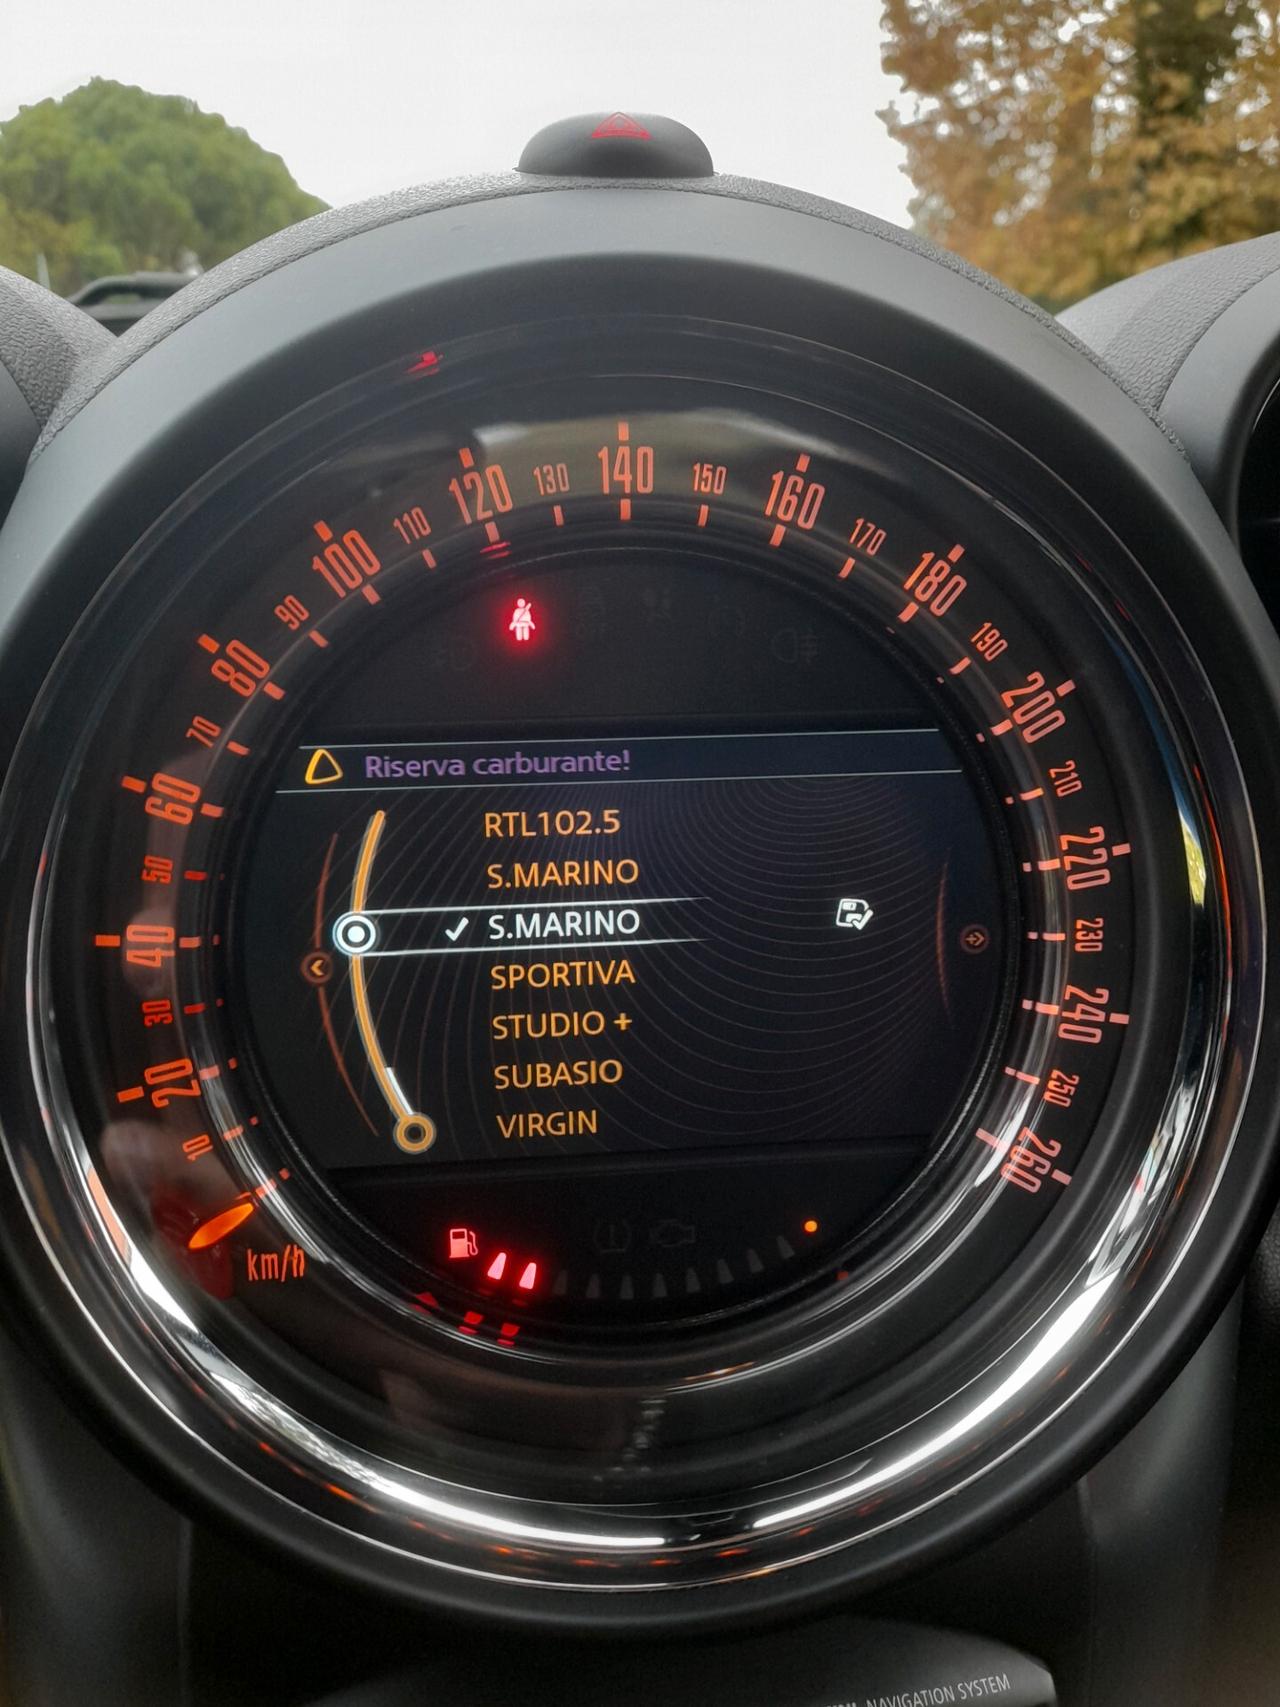 10
20
30
40
50
60
70
80
90
100
110
120
130
140
150
160
170
180
190
200
210
220
230
240
250
260
km/h
Riserva carburante!
RTL102.5
S.MARINO
S.MARINO
SPORTIVA
STUDIO +
SUBASIO
VIRGIN
NAVIGATION SYSTEM